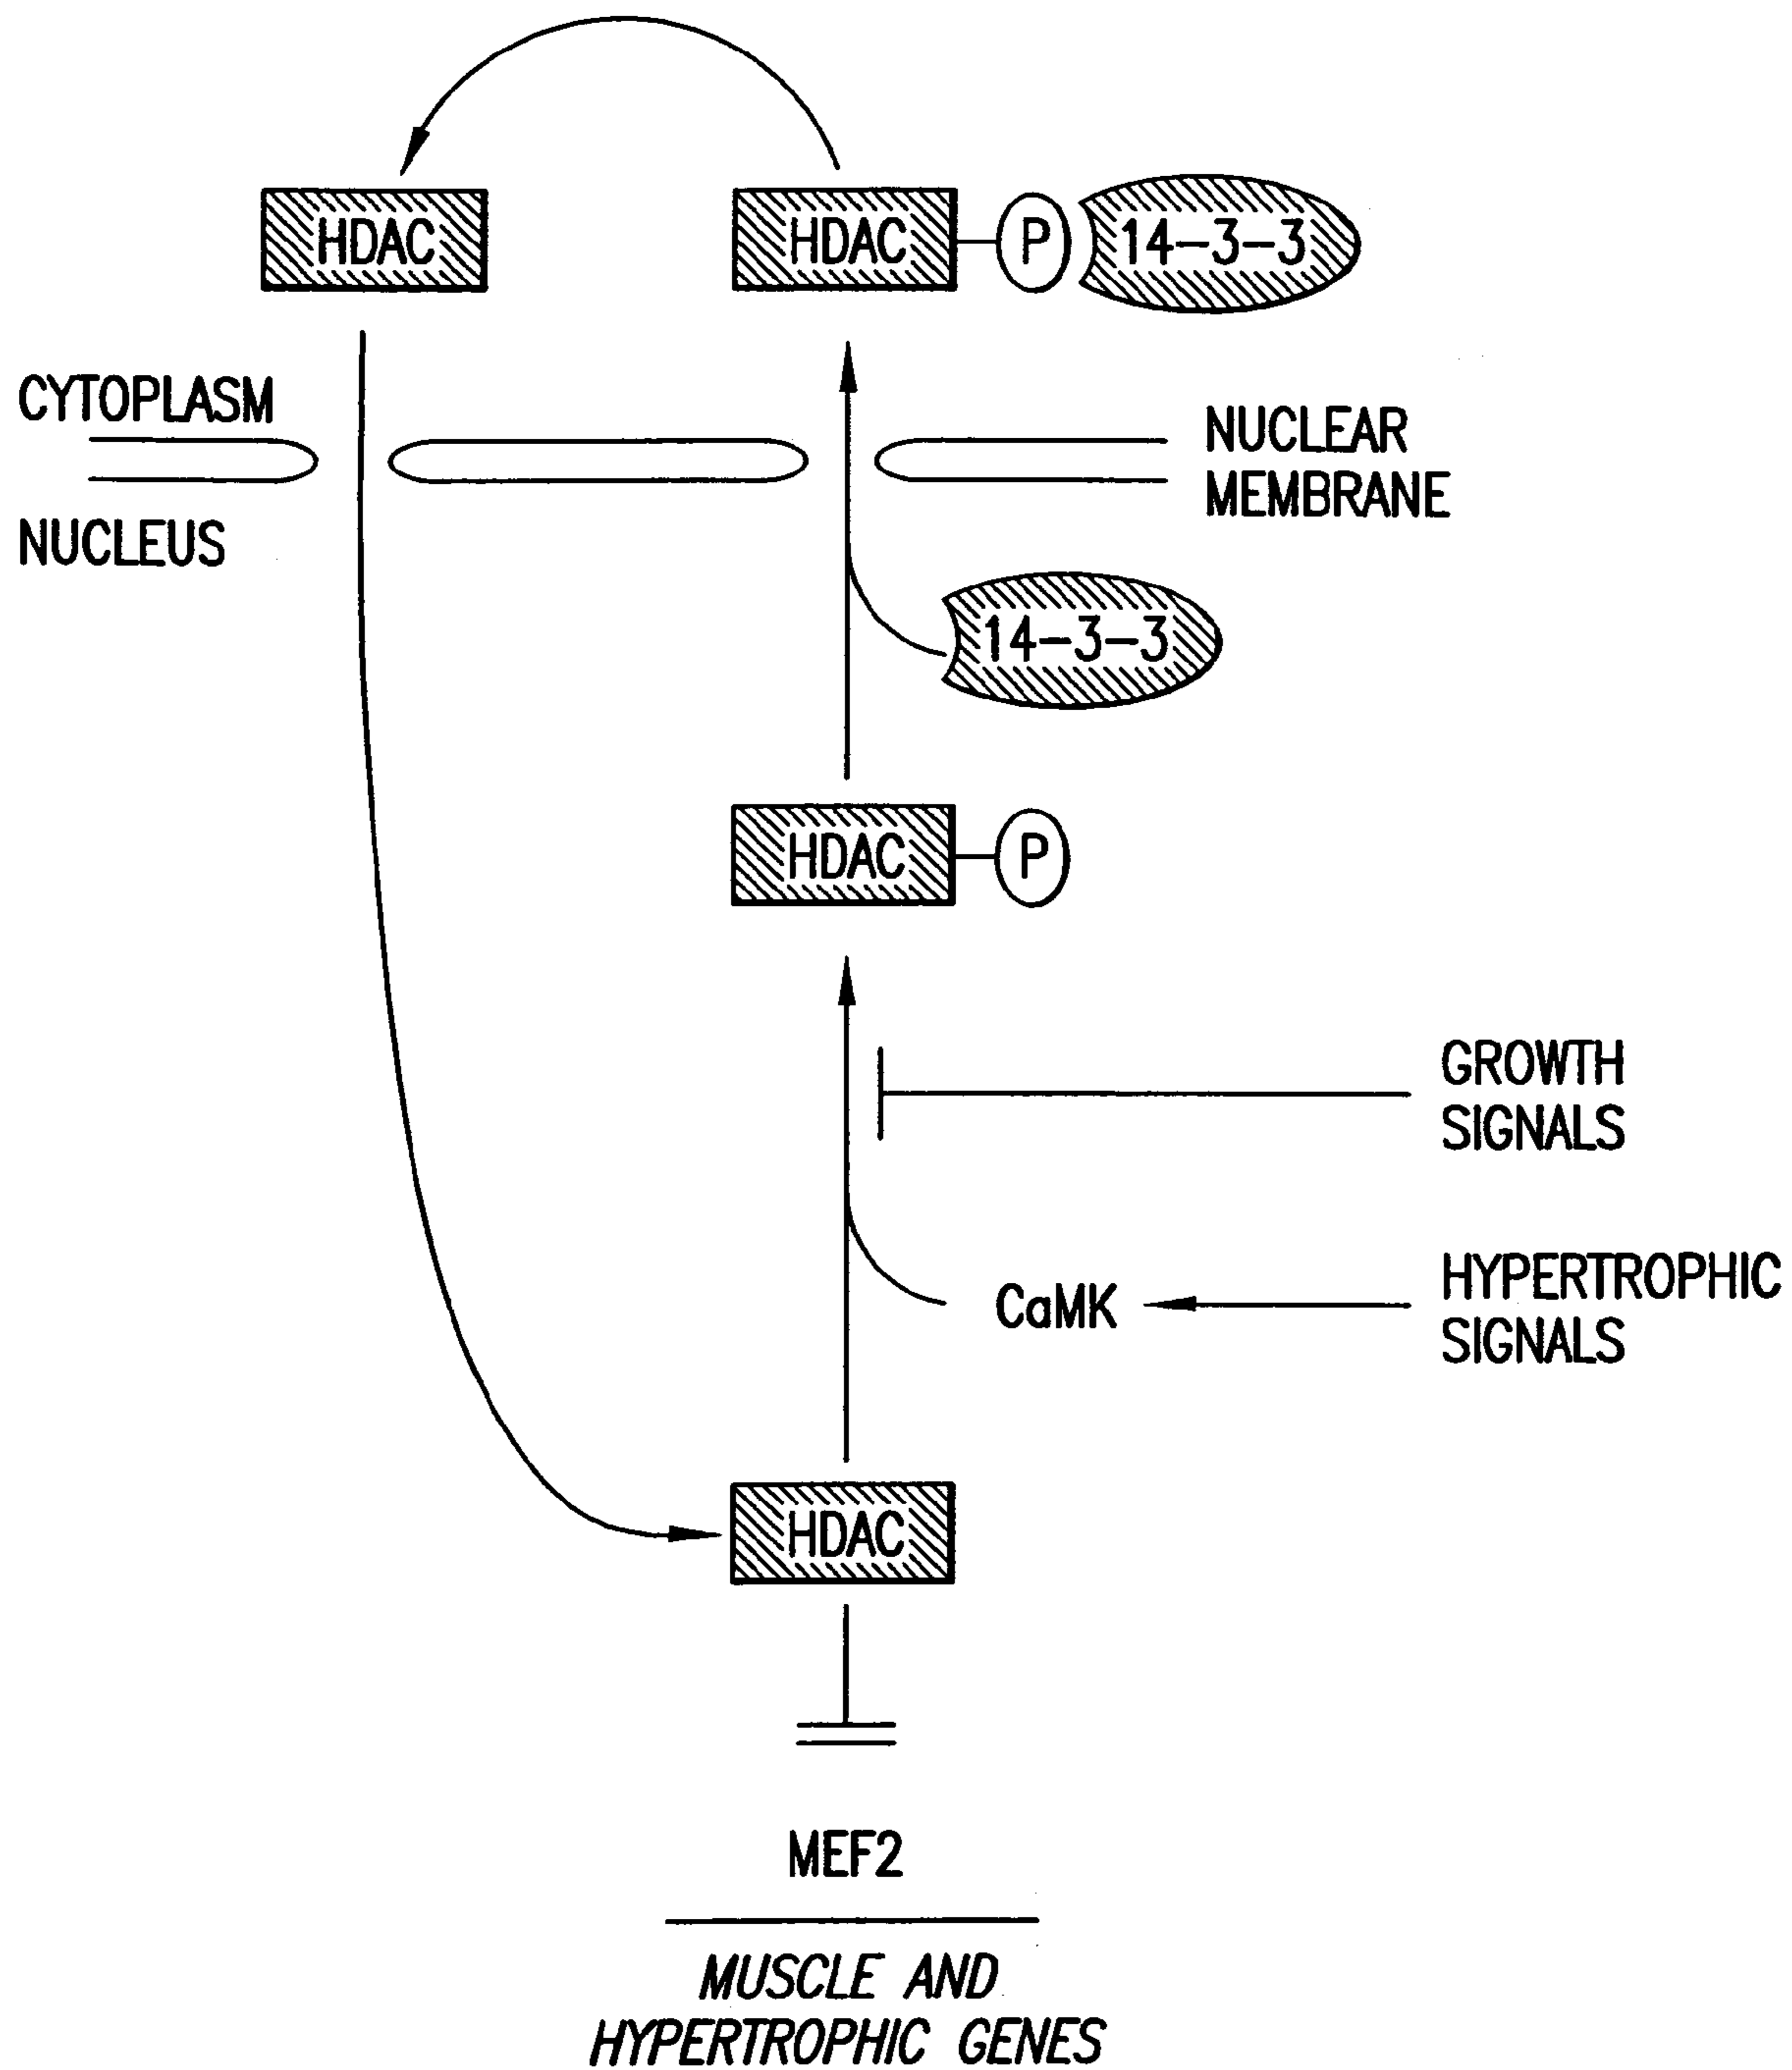 HDAC
HDAC P 14-3-3
CYTOPLASM
NUCLEAR
MEMBRANE
NUCLEUS
14-3-3
HDAC P
GROWTH
SIGNALS
CaMK
HYPERTROPHIC
SIGNALS
HDAC
MEF2
MUSCLE AND
HYPERTROPHIC GENES